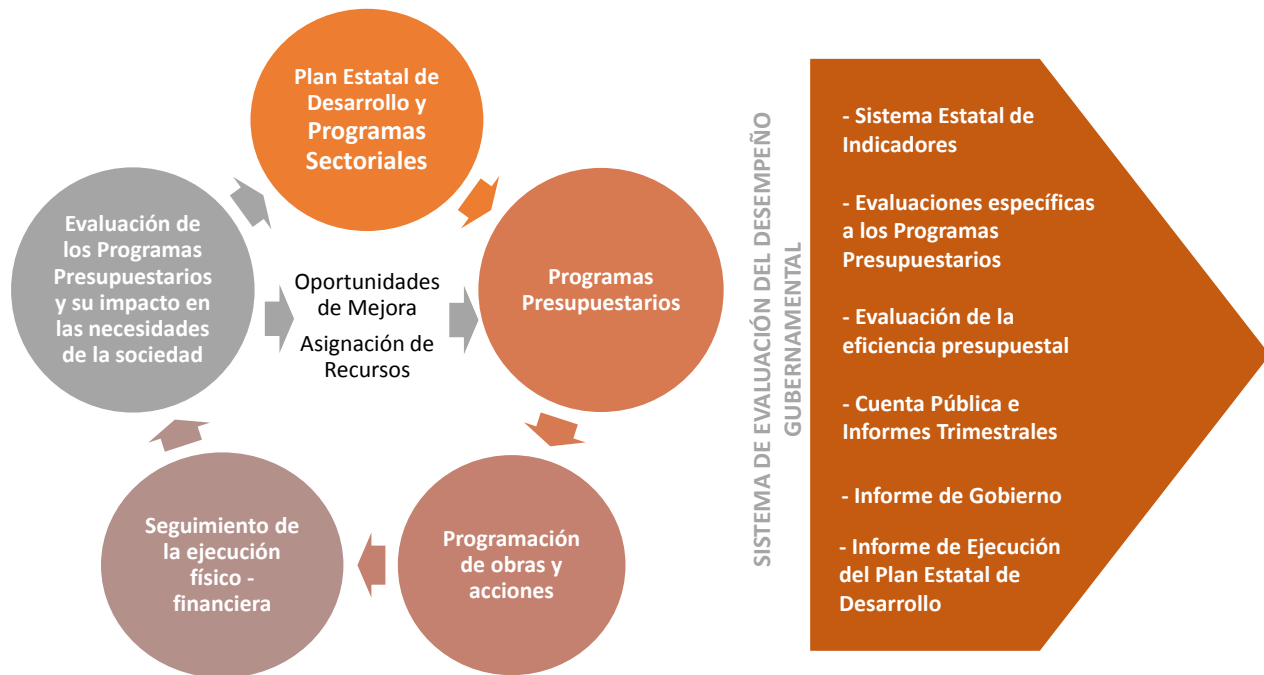 Plan Estatal de
Desarrollo y
Programas
Sectoriales
Evaluación de
los Programas
Presupuestarios
y su impacto en
las necesidades
de la sociedad
Oportunidades
de Mejora
Asignación de
Recursos
Programas
Presupuestarios
Seguimiento de
la ejecución
físico -
financiera
Programación
de obras y
acciones
SISTEMA DE EVALUACIÓN DEL DESEMPEÑO
GUBERNAMENTAL
- Sistema Estatal de
Indicadores
- Evaluaciones específicas
a los Programas
Presupuestarios
- Evaluación de la
eficiencia presupuestal
- Cuenta Pública e
Informes Trimestrales
- Informe de Gobierno
- Informe de Ejecución
del Plan Estatal de
Desarrollo